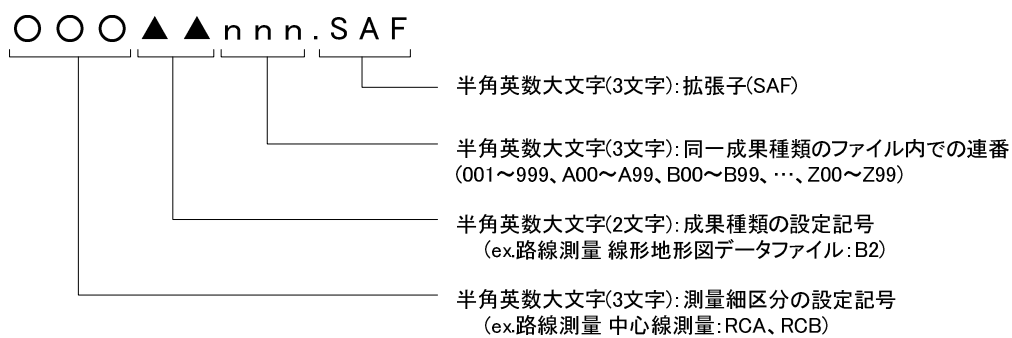 ○○○▲▲nnn.SAF
半角英数大文字(3文字)：拡張子(SAF)
半角英数大文字(3文字)：同一成果種類のファイル内での連番
(001～999、A00～A99、B00～B99、…、Z00～Z99)
半角英数大文字(2文字)：成果種類の設定記号
(ex.路線測量 線形地形図データファイル：B2)
半角英数大文字(3文字)：測量細区分の設定記号
(ex.路線測量 中心線測量：RCA、RCB)